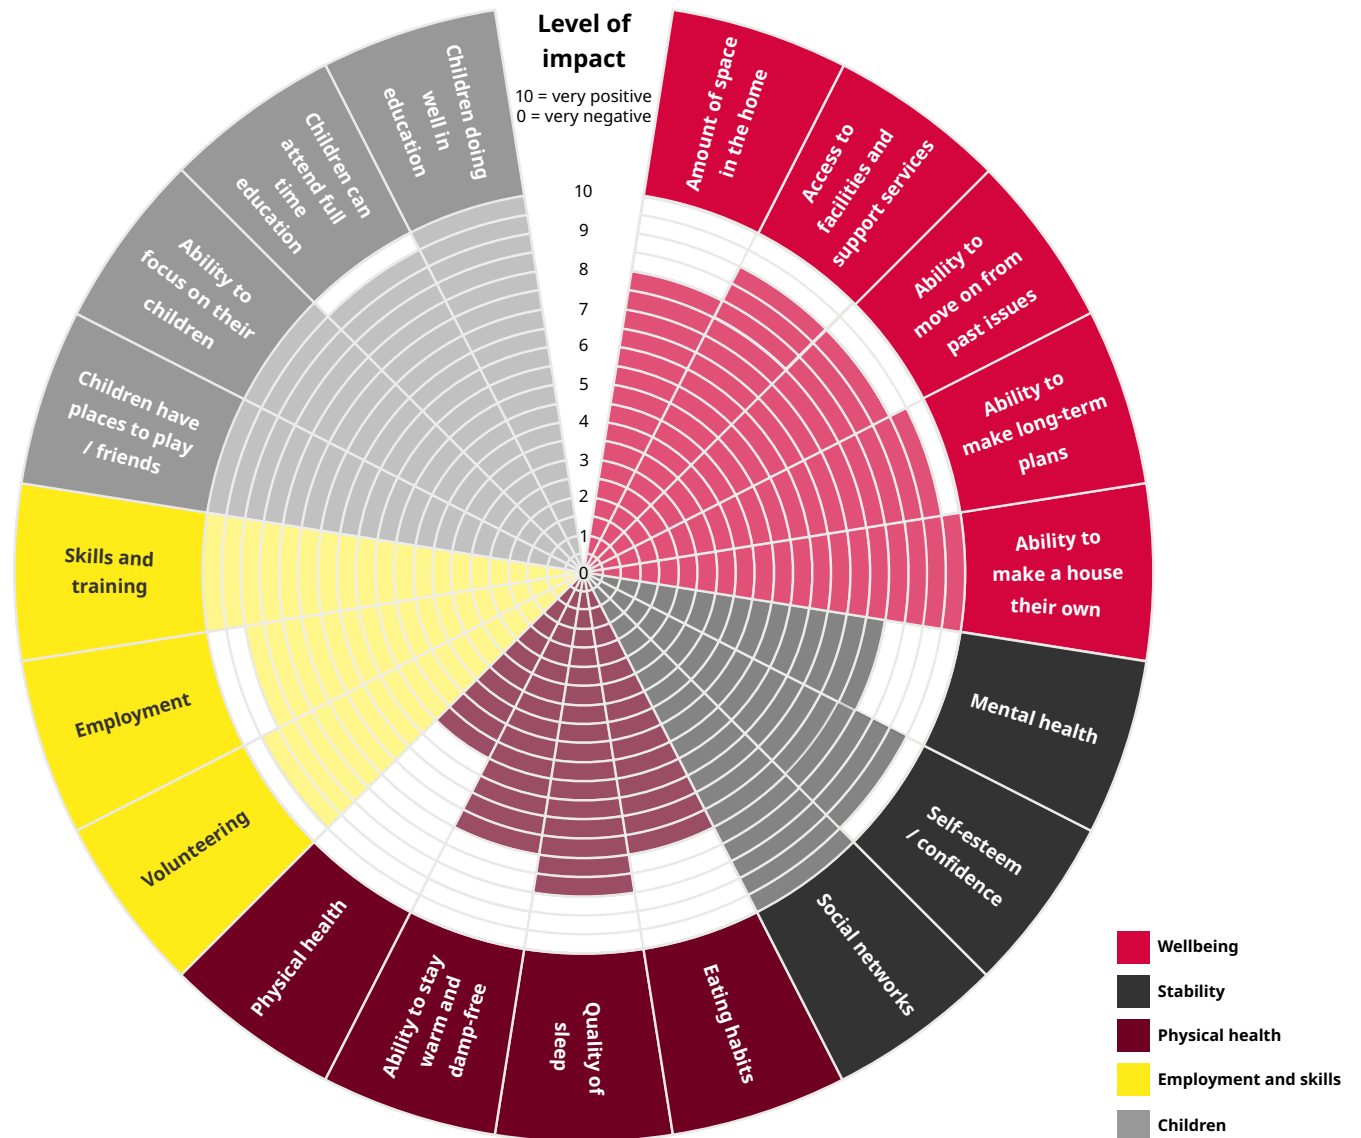 Level of
impact
10 = very positive
0 = very negative
10
9
8
7
6
5
4
3
2
1
0
Amount of space
in the home
Access to
facilities and
support services
Ability to
move on from
past issues
Ability to
make long-term
plans
Ability to
make a house
their own
Mental health
Self-esteem
/ confidence
Social networks
Eating habits
Quality of
sleep
Ability to stay
warm and
damp-free
Physical health
Volunteering
Employment
Skills and
training
Children have
places to play
/ friends
Ability to
focus on their
children
Children can
attend full
time
education
Children doing
well in
education
Wellbeing
Stability
Physical health
Employment and skills
Children